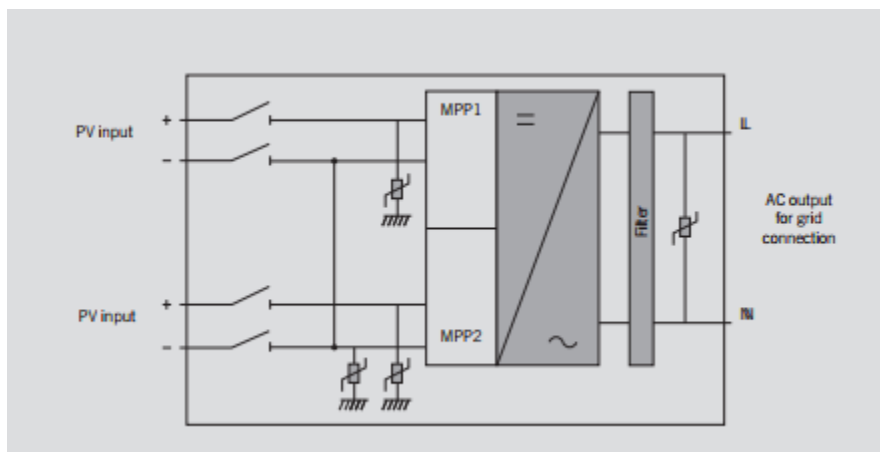 PV input
+
−
MPP1
=
Filter
L
AC output
for grid
connection
PV input
+
−
MPP2
~
N